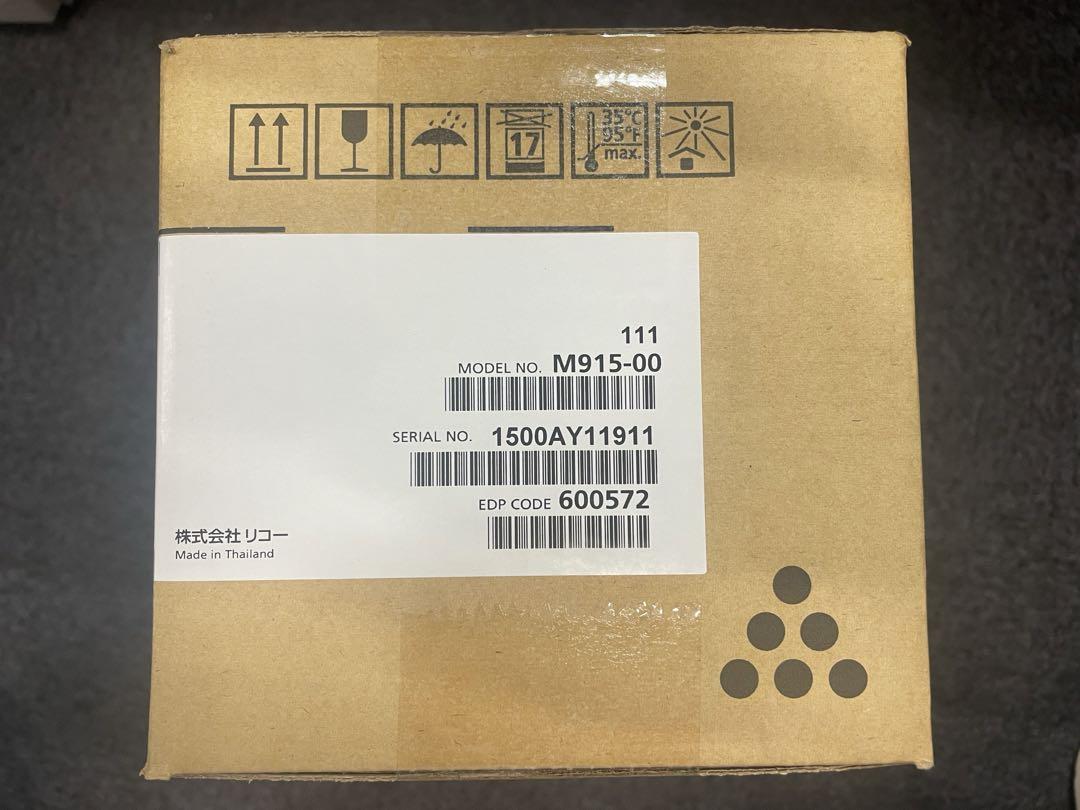 17
35°C
95°F
max.
111
MODEL NO. M915-00
SERIAL NO. 1500AY11911
EDP CODE 600572
株式会社 リコー
Made in Thailand